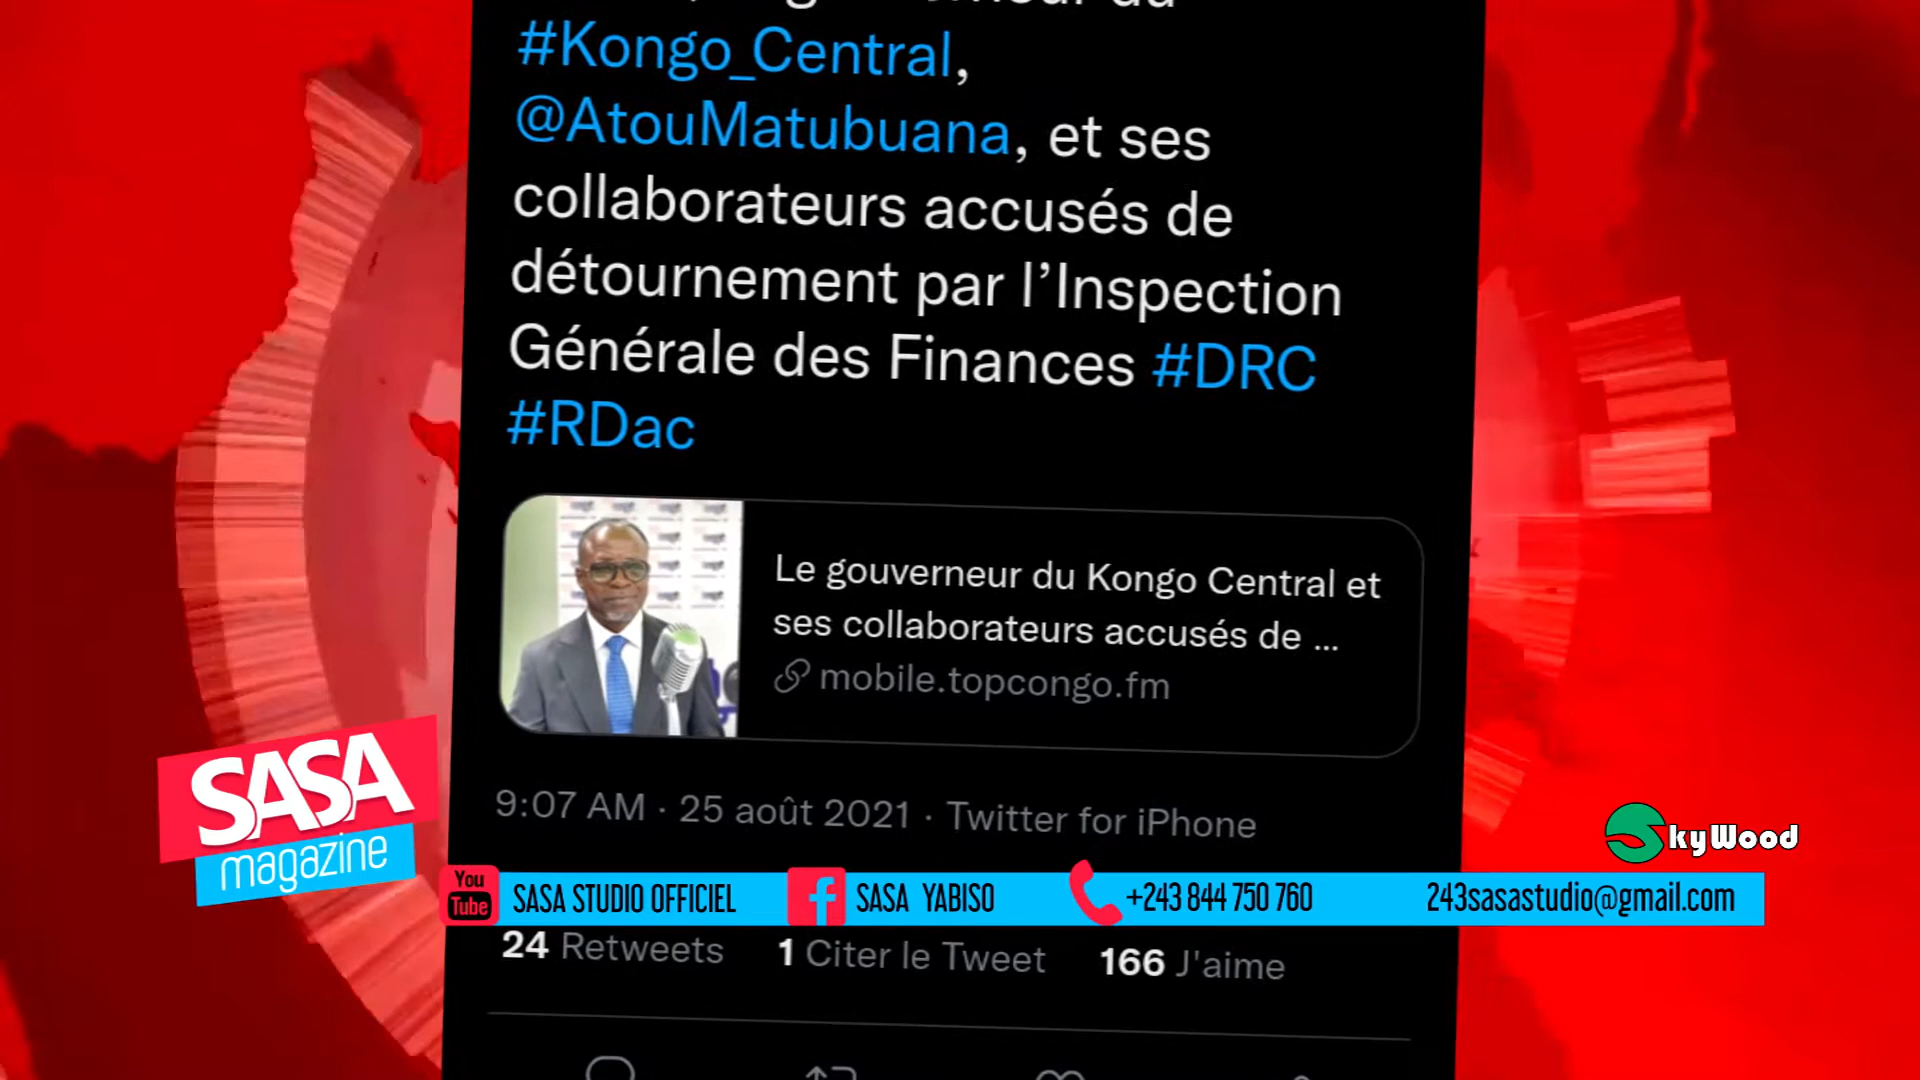 #Kongo_Central,
@AtouMatubuana, et ses
collaborateurs accusés de
détournement par l'Inspection
Générale des Finances #DRC
#RDac
Le gouverneur du Kongo Central et
ses collaborateurs accusés de ...
mobile.topcongo.fm
9:07 AM · 25 août 2021 · Twitter for iPhone
SASA
magazine
SkyWood
You
Tube
SASA STUDIO OFFICIEL
f
SASA YABISO
+243 844 750 760
243sasastudio@gmail.com
24 Retweets
1 Citer le Tweet
166 J'aime